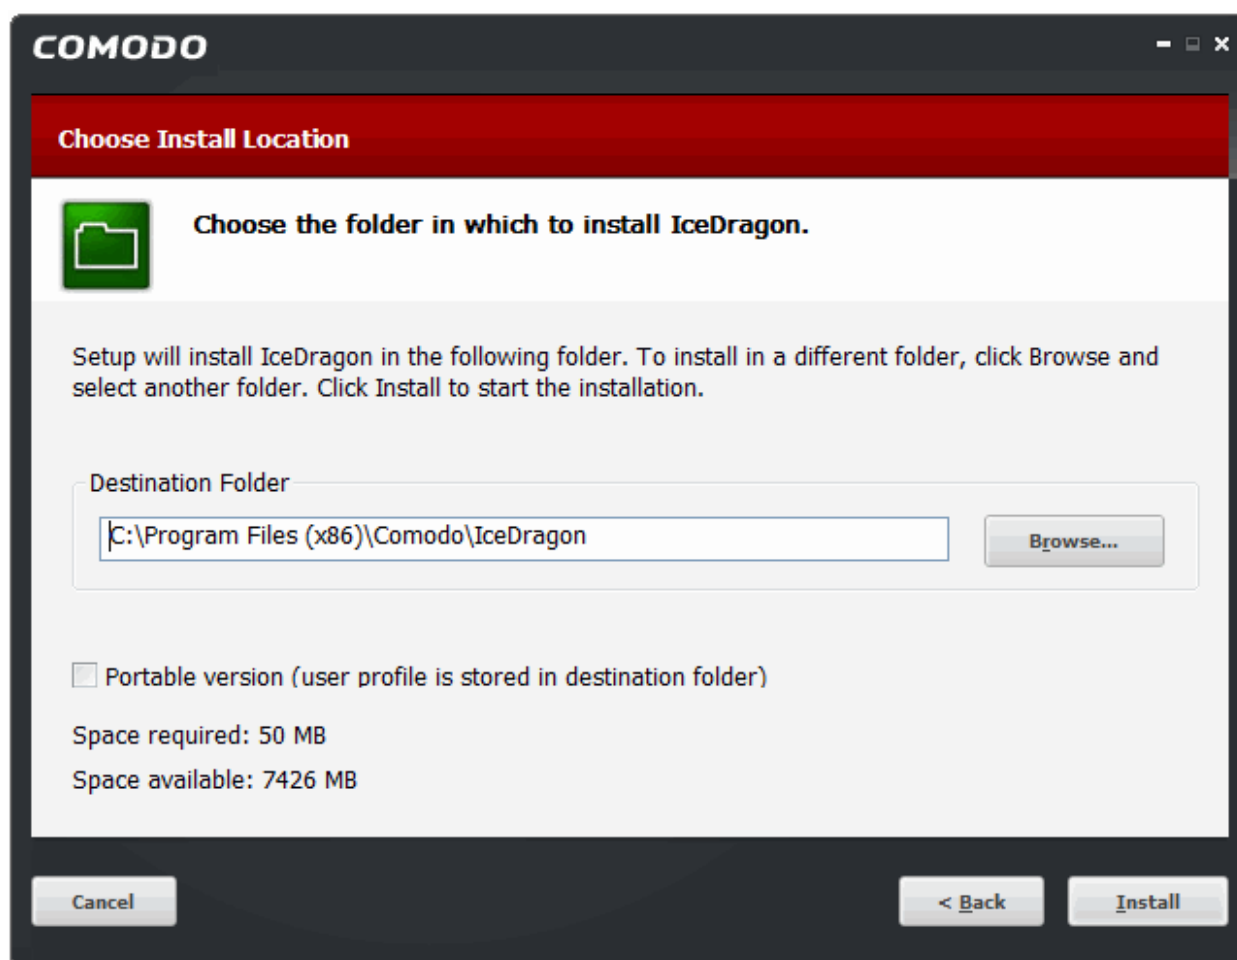 COMODO
Choose Install Location
Choose the folder in which to install IceDragon.
Setup will install IceDragon in the following folder. To install in a different folder, click Browse and
select another folder. Click Install to start the installation.
Destination Folder
C:\Program Files (x86)\Comodo\IceDragon
Browse...
Portable version (user profile is stored in destination folder)
Space required: 50 MB
Space available: 7426 MB
Cancel
< Back
Install